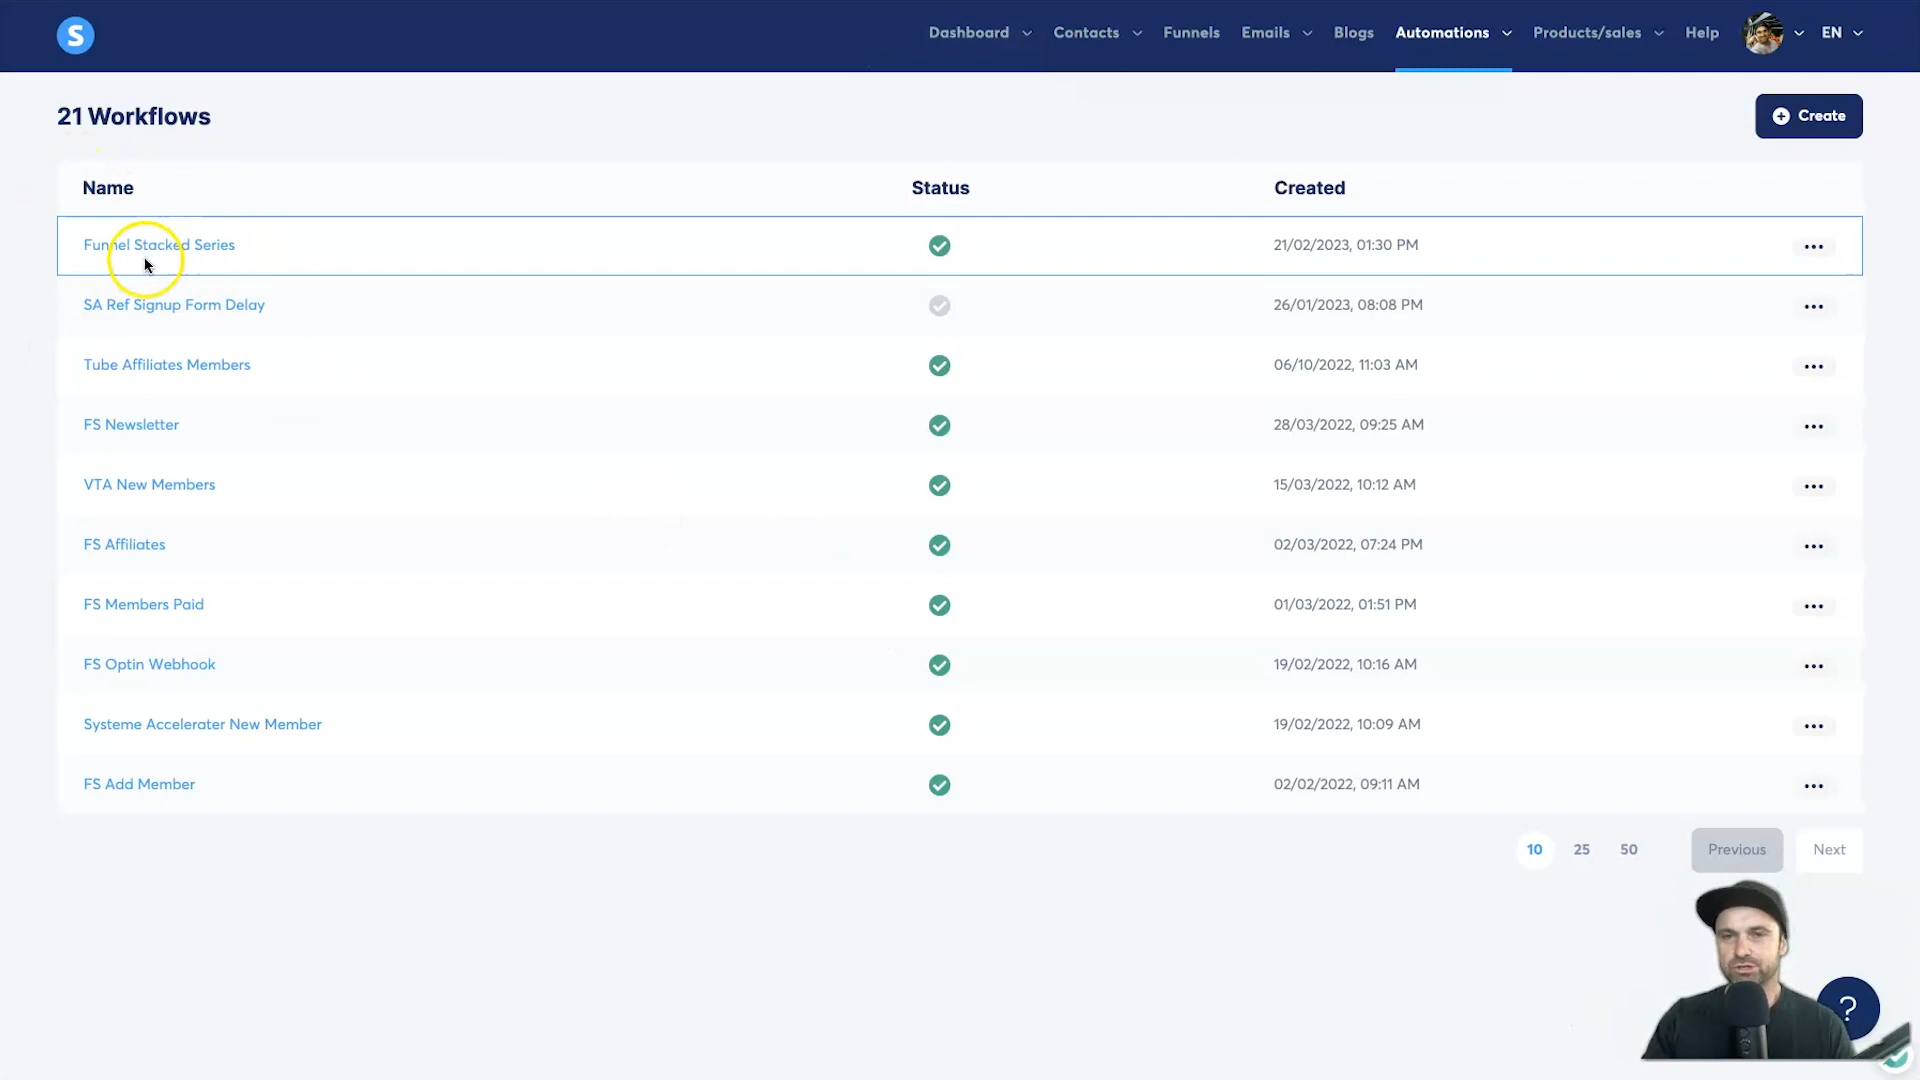 S
Dashboard Contacts Funnels Emails Blogs Automations Products/sales Help EN
21 Workflows
Create
Name Status Created
Funnel Stacked Series 21/02/2023, 01:30 PM
SA Ref Signup Form Delay 26/01/2023, 08:08 PM
Tube Affiliates Members 06/10/2022, 11:03 AM
FS Newsletter 28/03/2022, 09:25 AM
VTA New Members 15/03/2022, 10:12 AM
FS Affiliates 02/03/2022, 07:24 PM
FS Members Paid 01/03/2022, 01:51 PM
FS Optin Webhook 19/02/2022, 10:16 AM
Systeme Accelerater New Member 19/02/2022, 10:09 AM
FS Add Member 02/02/2022, 09:11 AM
10 25 50 Previous Next
?